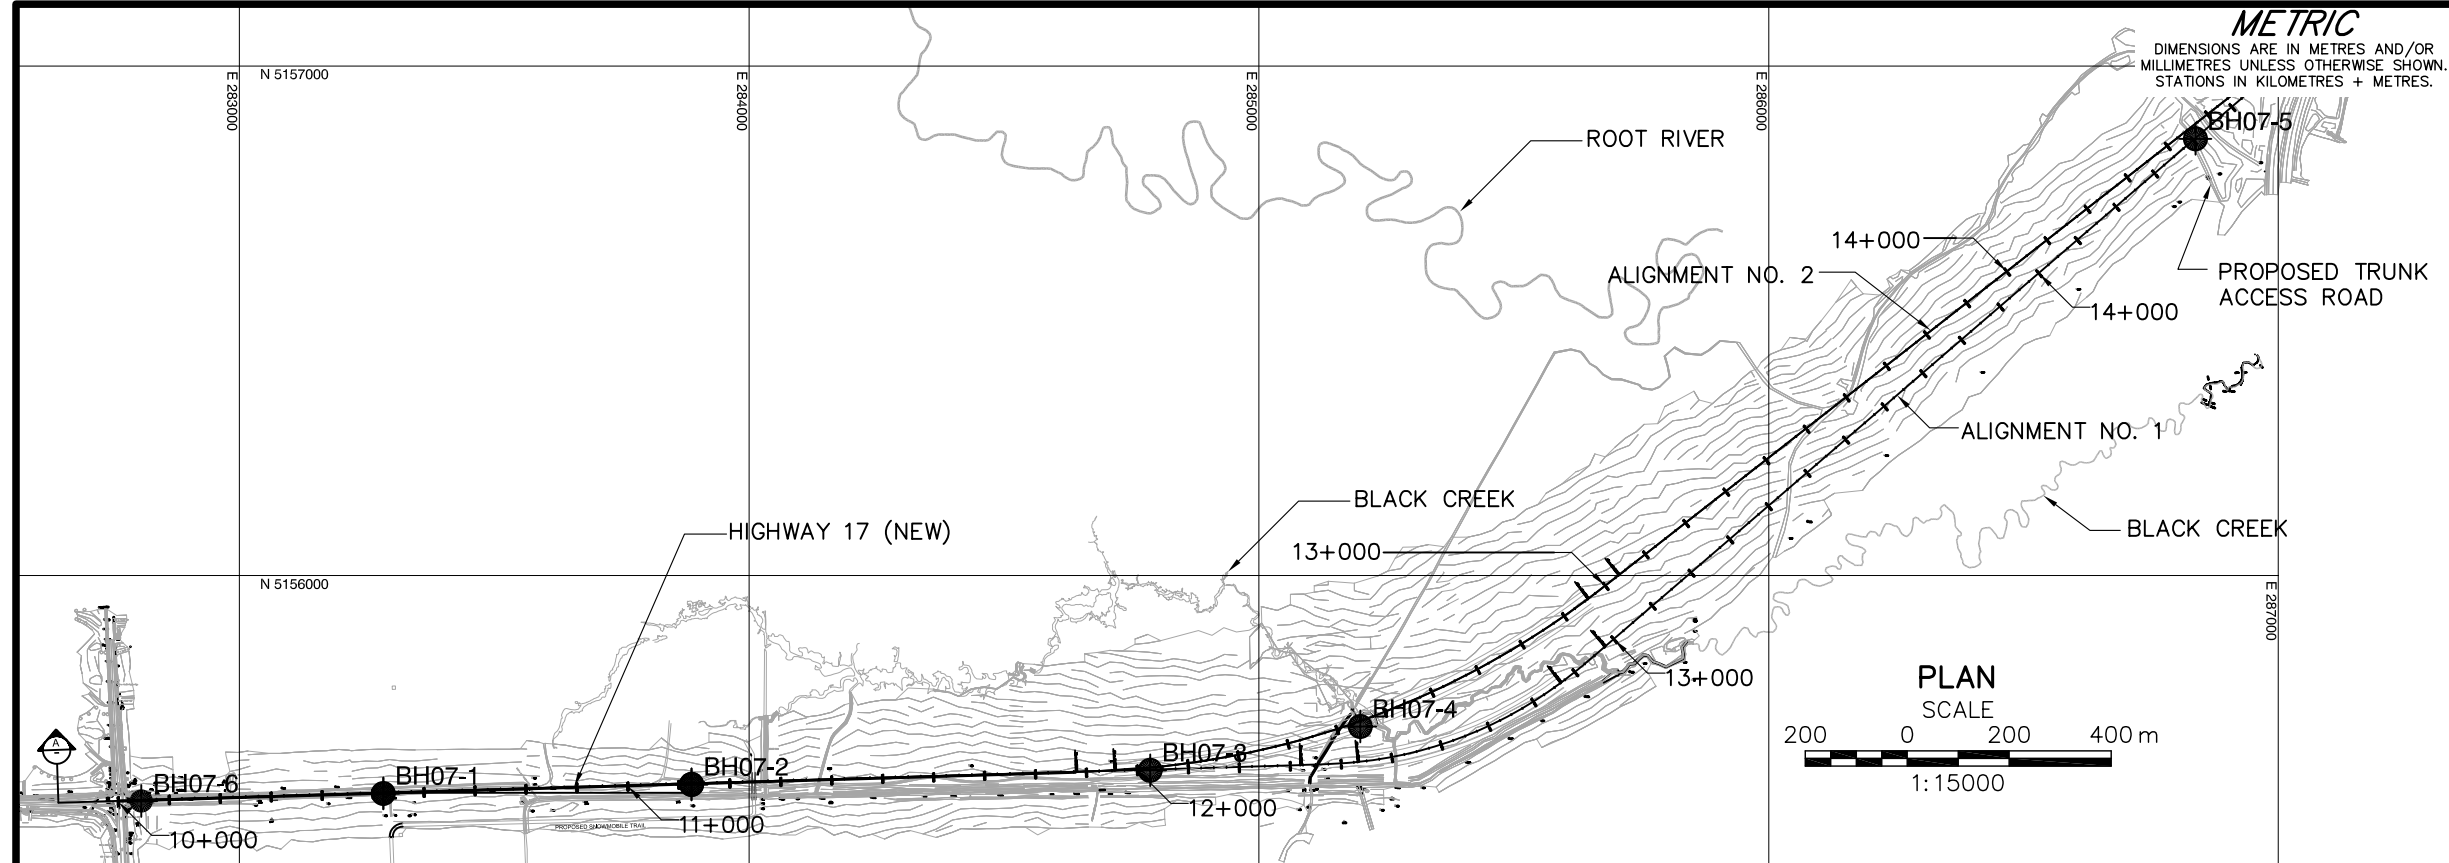 METRIC
DIMENSIONS ARE IN METRES AND/OR
MILLIMETRES UNLESS OTHERWISE SHOWN.
STATIONS IN KILOMETRES + METRES.
N 5157000
E 283000
E 284000
E 285000
E 286000
BH07-5
ROOT RIVER
14+000
ALIGNMENT NO. 2
PROPOSED TRUNK
ACCESS ROAD
14+000
ALIGNMENT NO. 1
BLACK CREEK
HIGHWAY 17 (NEW)
BLACK CREEK
13+000
N 5156000
E 287000
13+000
PLAN
SCALE
200 0 200 400 m
1:15000
BH07-4
A
BH07-3
BH07-2
BH07-1
BH07-6
12+000
11+000
PROPOSED SNOWMOBILE TRAIL
10+000